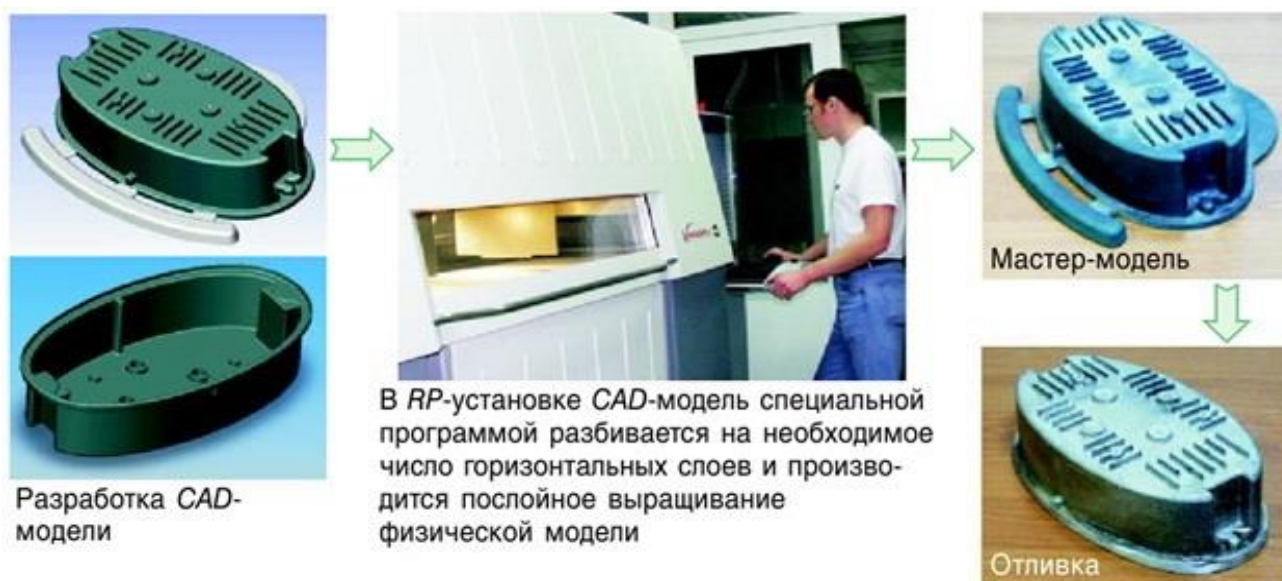 Разработка CAD-
модели
В RP-установке CAD-модель специальной
программой разбивается на необходимое
число горизонтальных слоев и произво-
дится послойное выращивание
физической модели
Мастер-модель
Отливка